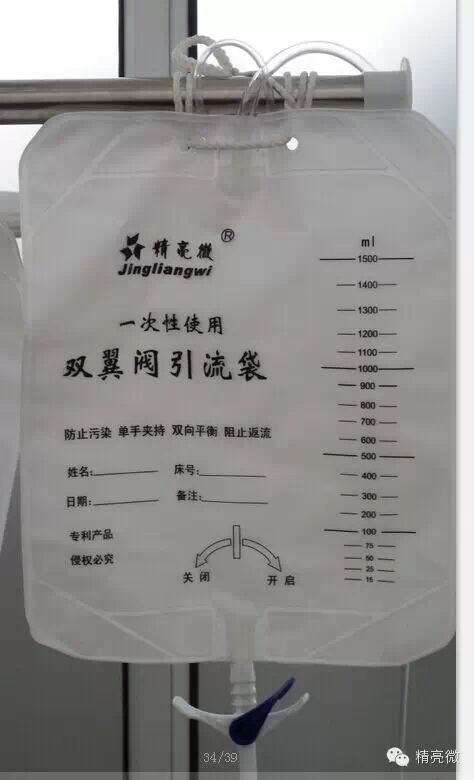 精亮微®
Jingliangwi
一次性使用
双翼阀引流袋
防止污染 单手夹持 双向平衡 阻止返流
姓名: 床号:
日期: 备注:
专利产品
侵权必究
关闭 开启
ml
1500
1400
1300
1200
1100
1000
900
800
700
600
500
400
300
200
100
75
50
25
15
34/39
精亮微